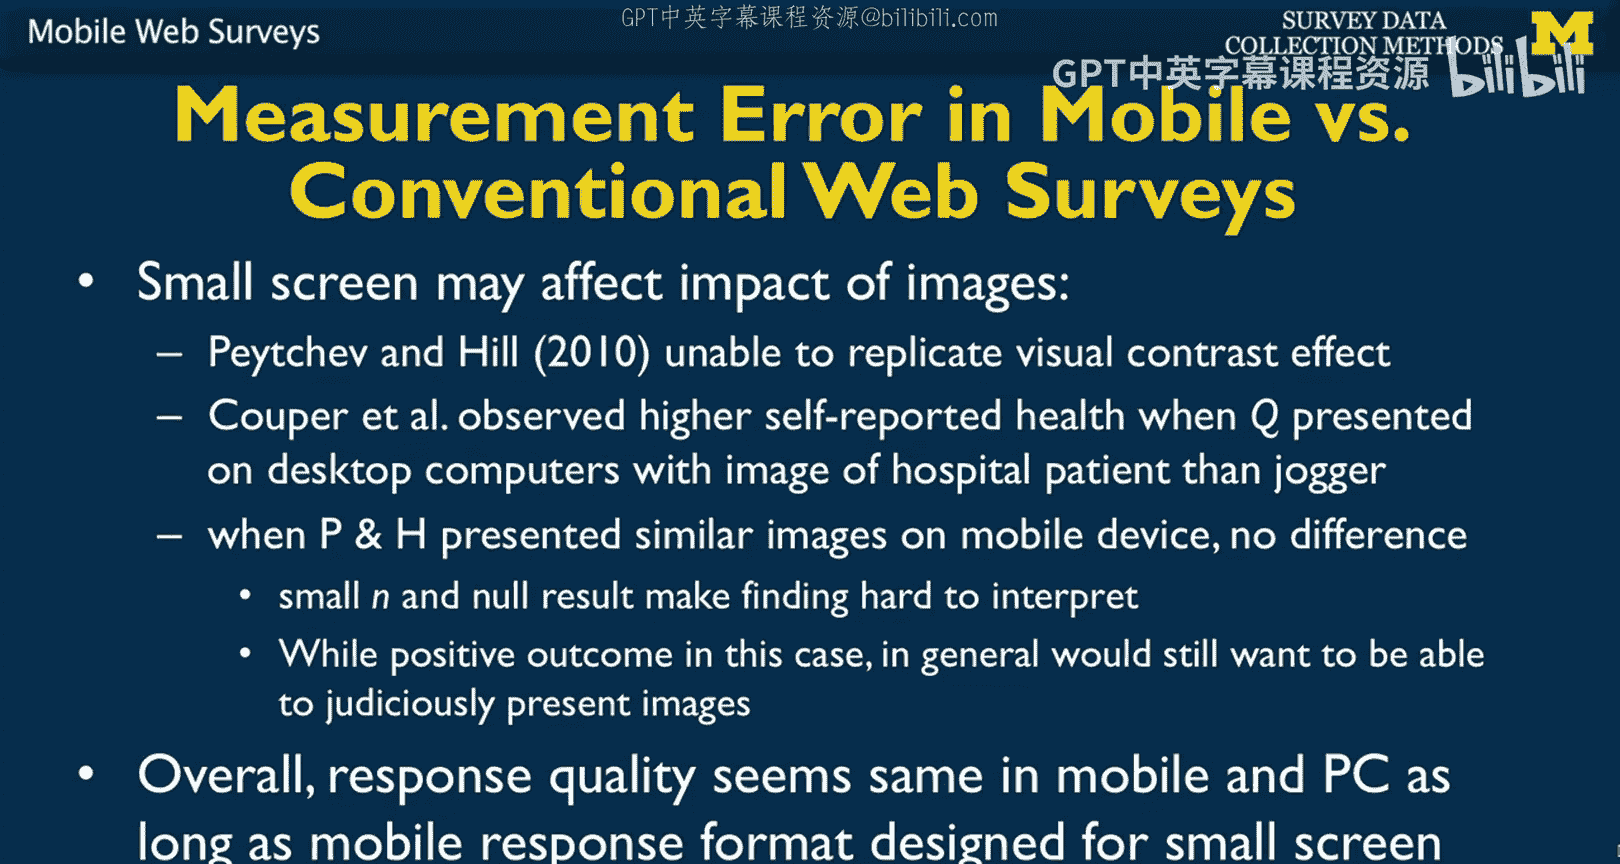 Mobile Web Surveys
GPT中英字幕课程资源@bilibili.com
SURVEY DATA
COLLECTION METHODS
M
GPT中英字幕课程资源 bilibili
Measurement Error in Mobile vs.
Conventional Web Surveys
• Small screen may affect impact of images:
– Peytchev and Hill (2010) unable to replicate visual contrast effect
– Couper et al. observed higher self-reported health when Q presented
on desktop computers with image of hospital patient than jogger
– when P & H presented similar images on mobile device, no difference
• small n and null result make finding hard to interpret
• While positive outcome in this case, in general would still want to be able
to judiciously present images
• Overall, response quality seems same in mobile and PC as
long as mobile response format designed for small screen